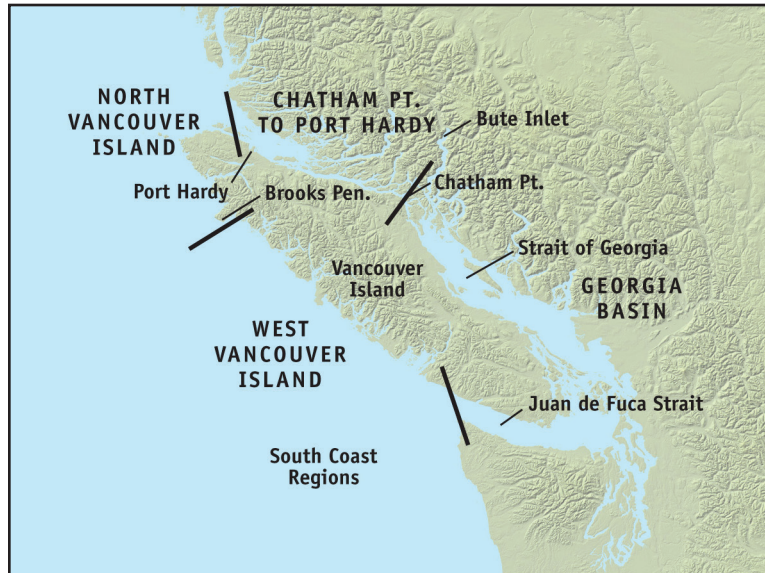 NORTH
VANCOUVER
ISLAND
CHATHAM PT.
TO PORT HARDY
Bute Inlet
Port Hardy
Brooks Pen.
Chatham Pt.
Strait of Georgia
Vancouver
Island
GEORGIA
BASIN
WEST
VANCOUVER
ISLAND
Juan de Fuca Strait
South Coast
Regions